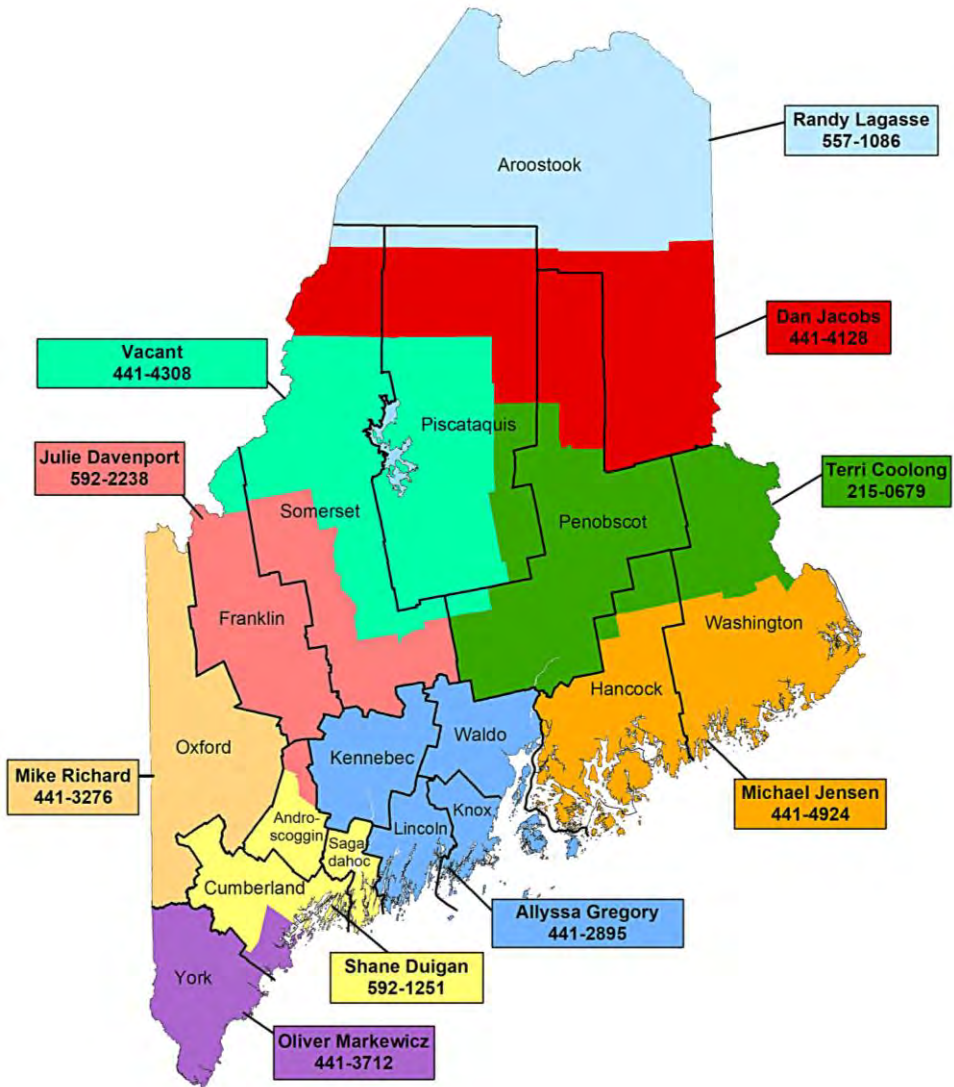 Randy Lagasse
557-1086
Aroostook
Dan Jacobs
441-4128
Vacant
441-4308
Piscataquis
Julie Davenport
592-2238
Terri Coolong
215-0679
Somerset
Penobscot
Franklin
Washington
Hancock
Oxford
Kennebec
Waldo
Mike Richard
441-3276
Michael Jensen
441-4924
Knox
Andro-
scoggin
Lincoln
Saga
dahoc
Cumberland
Allyssa Gregory
441-2895
Shane Duigan
592-1251
York
Oliver Markewicz
441-3712